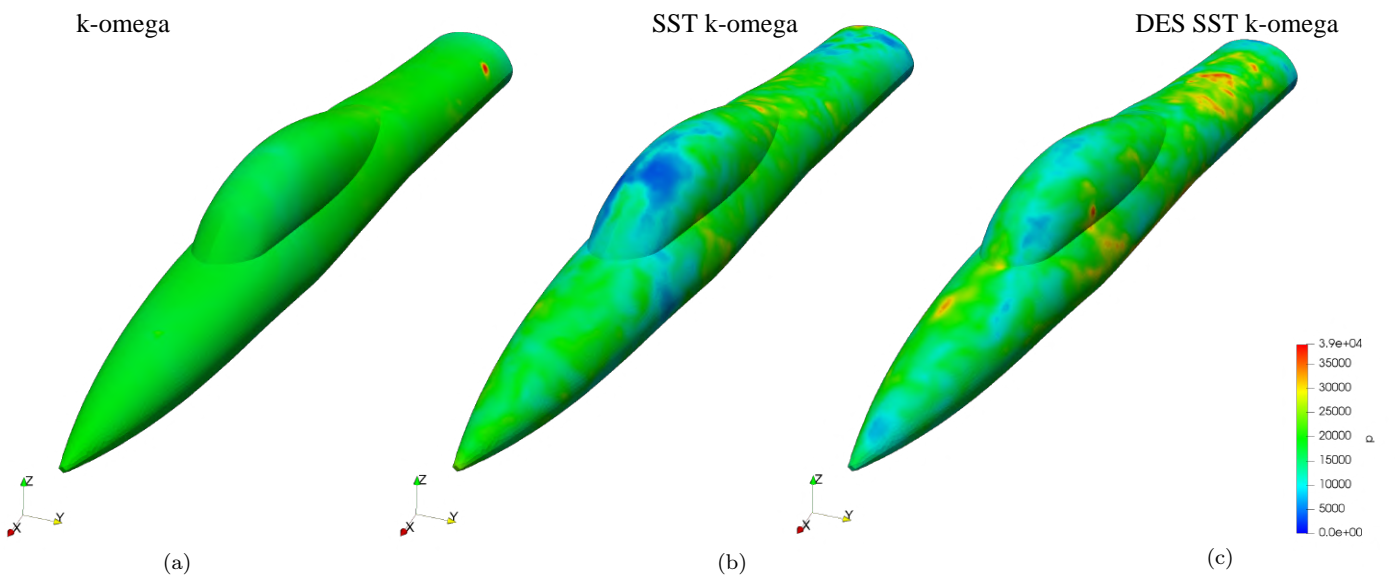 k-omega
SST k-omega
DES SST k-omega
3.9e+04
35000
30000
25000
20000
15000
10000
5000
0.0e+00
p
Z
Y
X
Z
Y
X
Z
Y
X
(a)
(b)
(c)